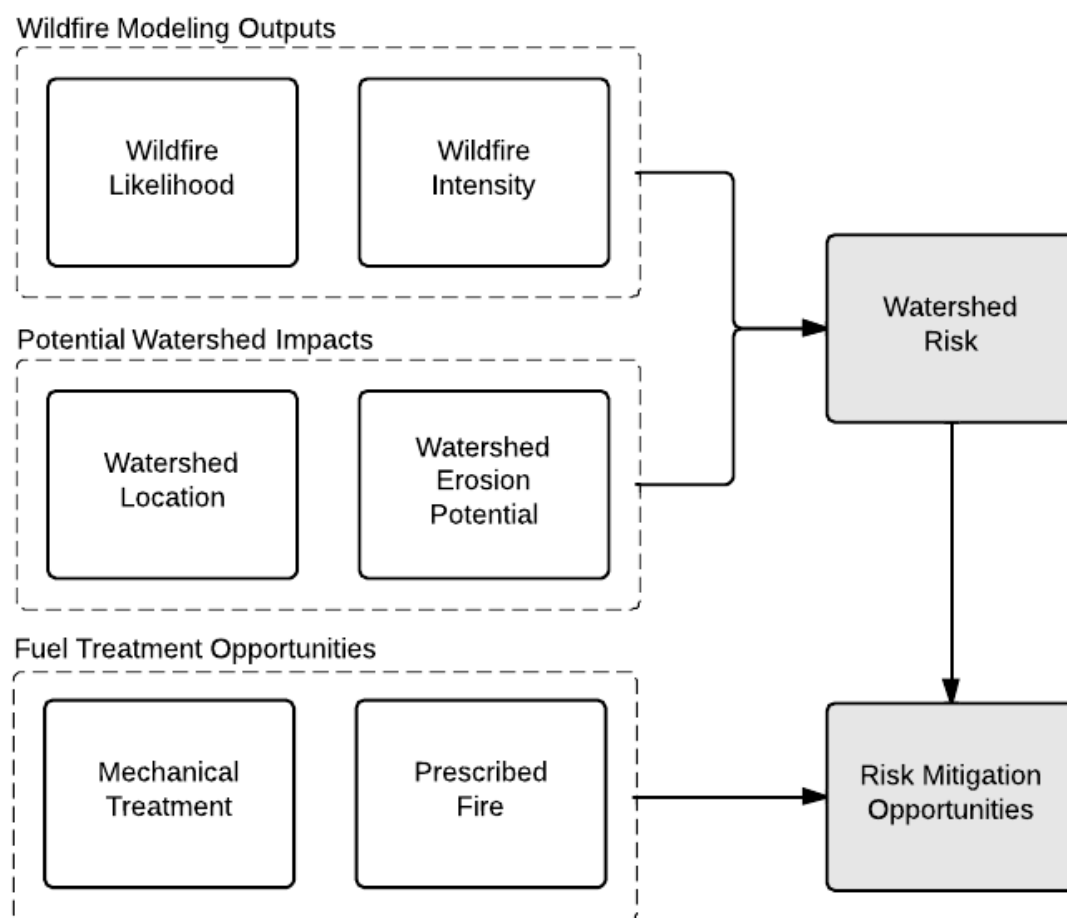 Wildfire Modeling Outputs
Wildfire
Likelihood
Wildfire
Intensity
Watershed
Risk
Potential Watershed Impacts
Watershed
Location
Watershed
Erosion
Potential
Fuel Treatment Opportunities
Mechanical
Treatment
Prescribed
Fire
Risk Mitigation
Opportunities